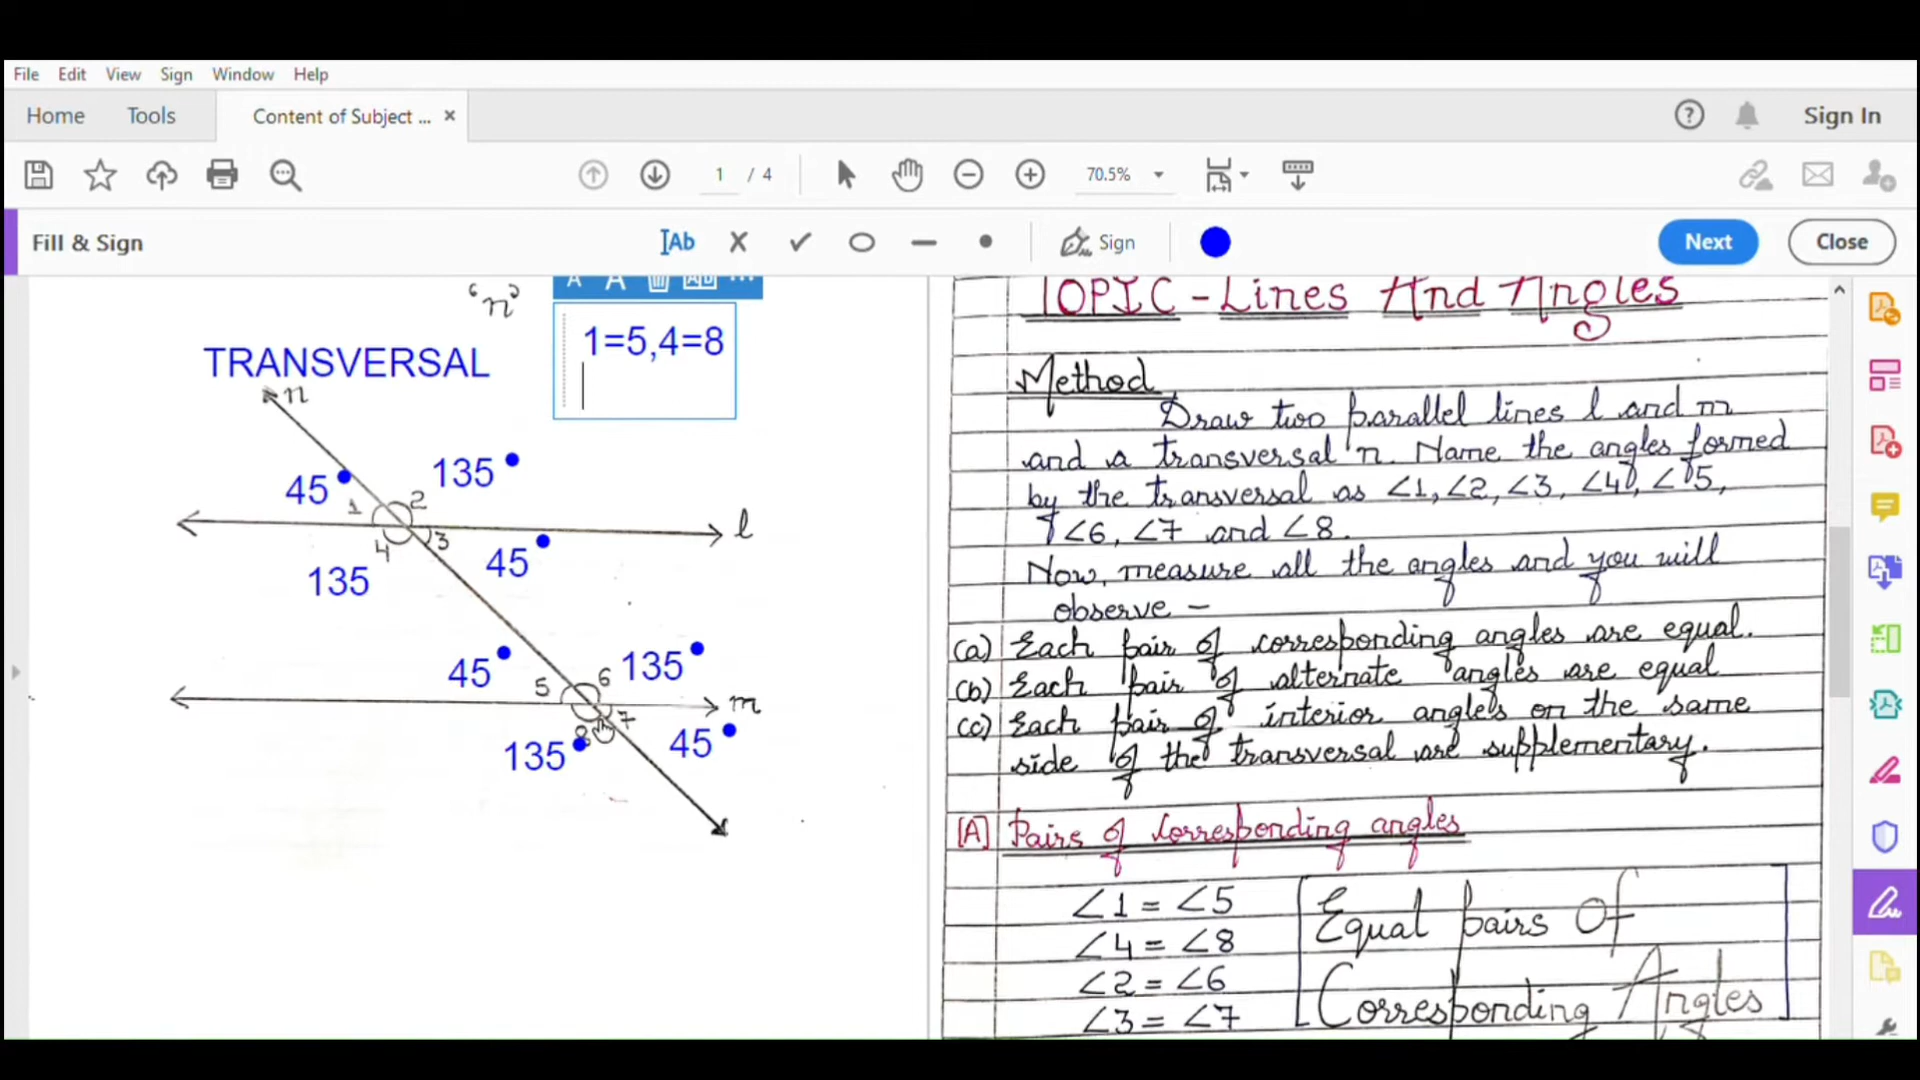 File Edit View Sign Window Help
Home Tools Content of Subject ... × Sign In
1 / 4 70.5%
Fill & Sign Ab Sign Next Close
"n"
1=5,4=8
TRANSVERSAL
n
45 135
1 2
4 3
l
135 45
45 135
5 6
m
8 7
135 45
TOPIC - Lines And Angles
Method
Draw two parallel lines l and m
and a transversal n. Name the angles formed
by the transversal as ∠1, ∠2, ∠3, ∠4, ∠5,
∠6, ∠7 and ∠8.
Now, measure all the angles and you will
observe –
(a) Each pair of corresponding angles are equal.
(b) Each pair of alternate angles are equal
(c) Each pair of interior angles on the same
side of the transversal are supplementary.
[A] Pairs of Corresponding angles
∠1 = ∠5
∠4 = ∠8
∠2 = ∠6
∠3 = ∠7
Equal pairs Of
Corresponding Angles